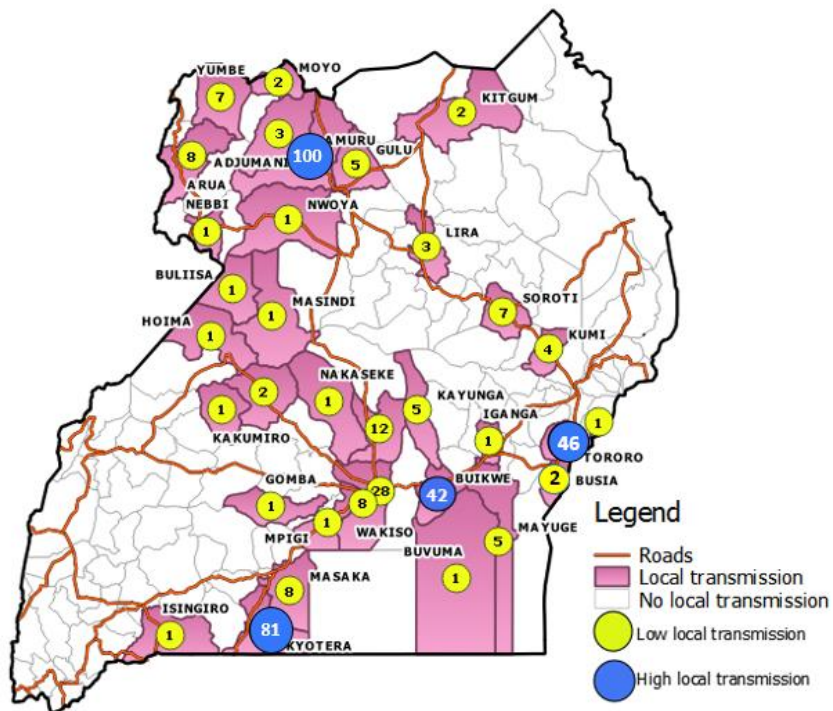 YUMBE
MOYO
7
2
KITGUM
2
3
AMURU
100
GULU
5
8
ADJUMANI
ARUA
NEBBI
1
1
NWOYA
3
LIRA
BULIISA
1
MASINDI
1
SOROTI
7
HOIMA
1
KUMI
4
NAKASEKE
2
1
1
KAKUMIRO
KAYUNGA
5
12
IGANGA
1
1
46
TORORO
GOMBA
1
28
8
42
BUIKWE
2
BUSIA
MPIGI
1
WAKISO
MAYUGE
5
BUVUMA
1
MASAKA
8
ISINGIRO
1
81
KYOTERA
Legend
Roads
Local transmission
No local transmission
Low local transmission
High local transmission